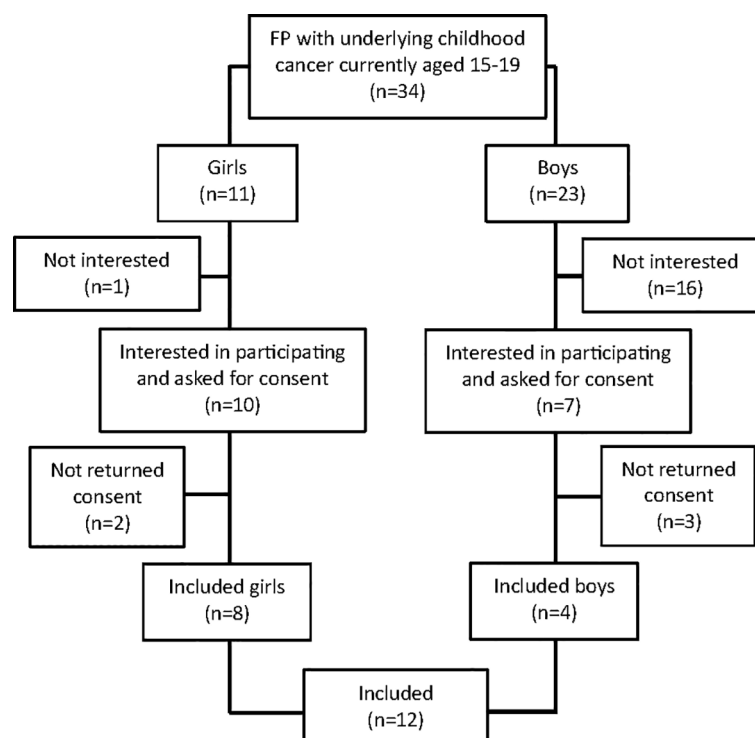 FP with underlying childhood
cancer currently aged 15-19
(n=34)
Girls
(n=11)
Boys
(n=23)
Not interested
(n=1)
Not interested
(n=16)
Interested in participating
and asked for consent
(n=10)
Interested in participating
and asked for consent
(n=7)
Not returned
consent
(n=2)
Not returned
consent
(n=3)
Included girls
(n=8)
Included boys
(n=4)
Included
(n=12)